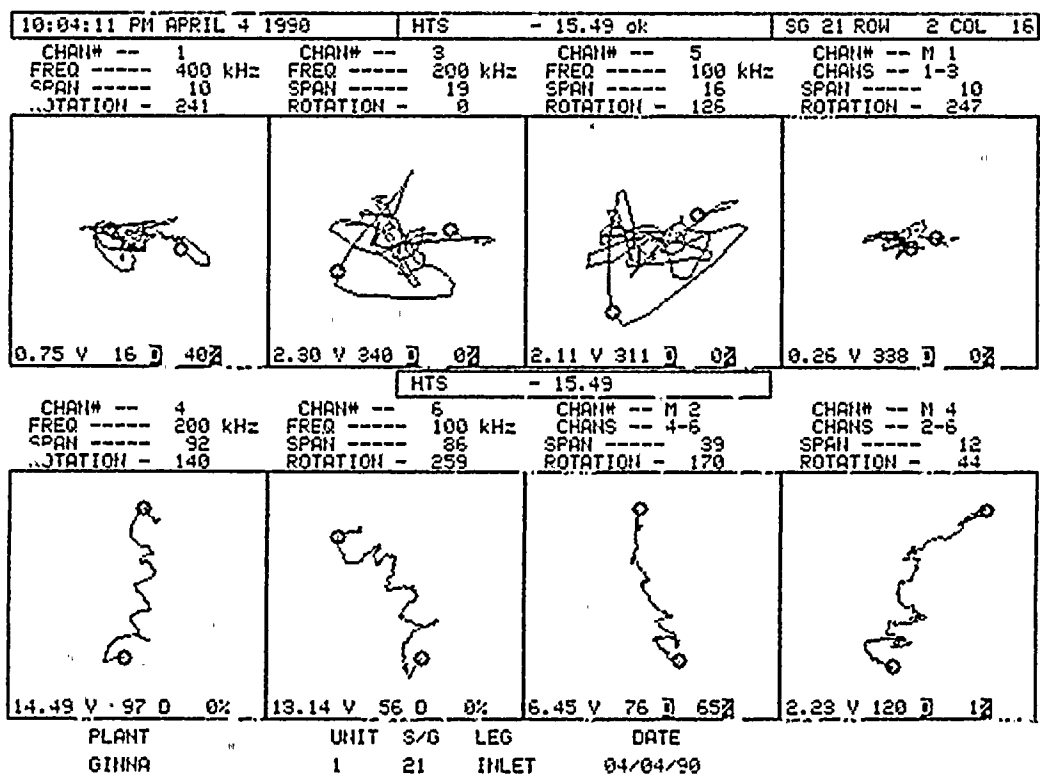 10:04:11 PM APRIL 4 1990 HTS - 15.49 ok SG 21 ROW 2 COL 16
CHAN# -- 1 CHAN# -- 3 CHAN# -- 5 CHAN# -- M 1
FREQ ----- 400 kHz FREQ ----- 200 kHz FREQ ----- 100 kHz CHANS -- 1-3
SPAN ----- 10 SPAN ----- 19 SPAN ----- 16 SPAN ----- 10
ROTATION - 241 ROTATION - 0 ROTATION - 126 ROTATION - 247
0.75 V 16 D 40% 2.30 V 340 D 0% 2.11 V 311 D 0% 0.26 V 338 D 0%
HTS - 15.49
CHAN# -- 4 CHAN# -- 6 CHAN# -- M 2 CHAN# -- M 4
FREQ ----- 200 kHz FREQ ----- 100 kHz CHANS -- 4-6 CHANS -- 2-6
SPAN ----- 92 SPAN ----- 86 SPAN ----- 39 SPAN ----- 12
ROTATION - 140 ROTATION - 259 ROTATION - 170 ROTATION - 44
14.49 V 97 D 0% 13.14 V 56 D 0% 6.45 V 76 D 65% 2.23 V 120 D 1%
PLANT UNIT S/G LEG DATE
GINNA 1 21 INLET 04/04/90